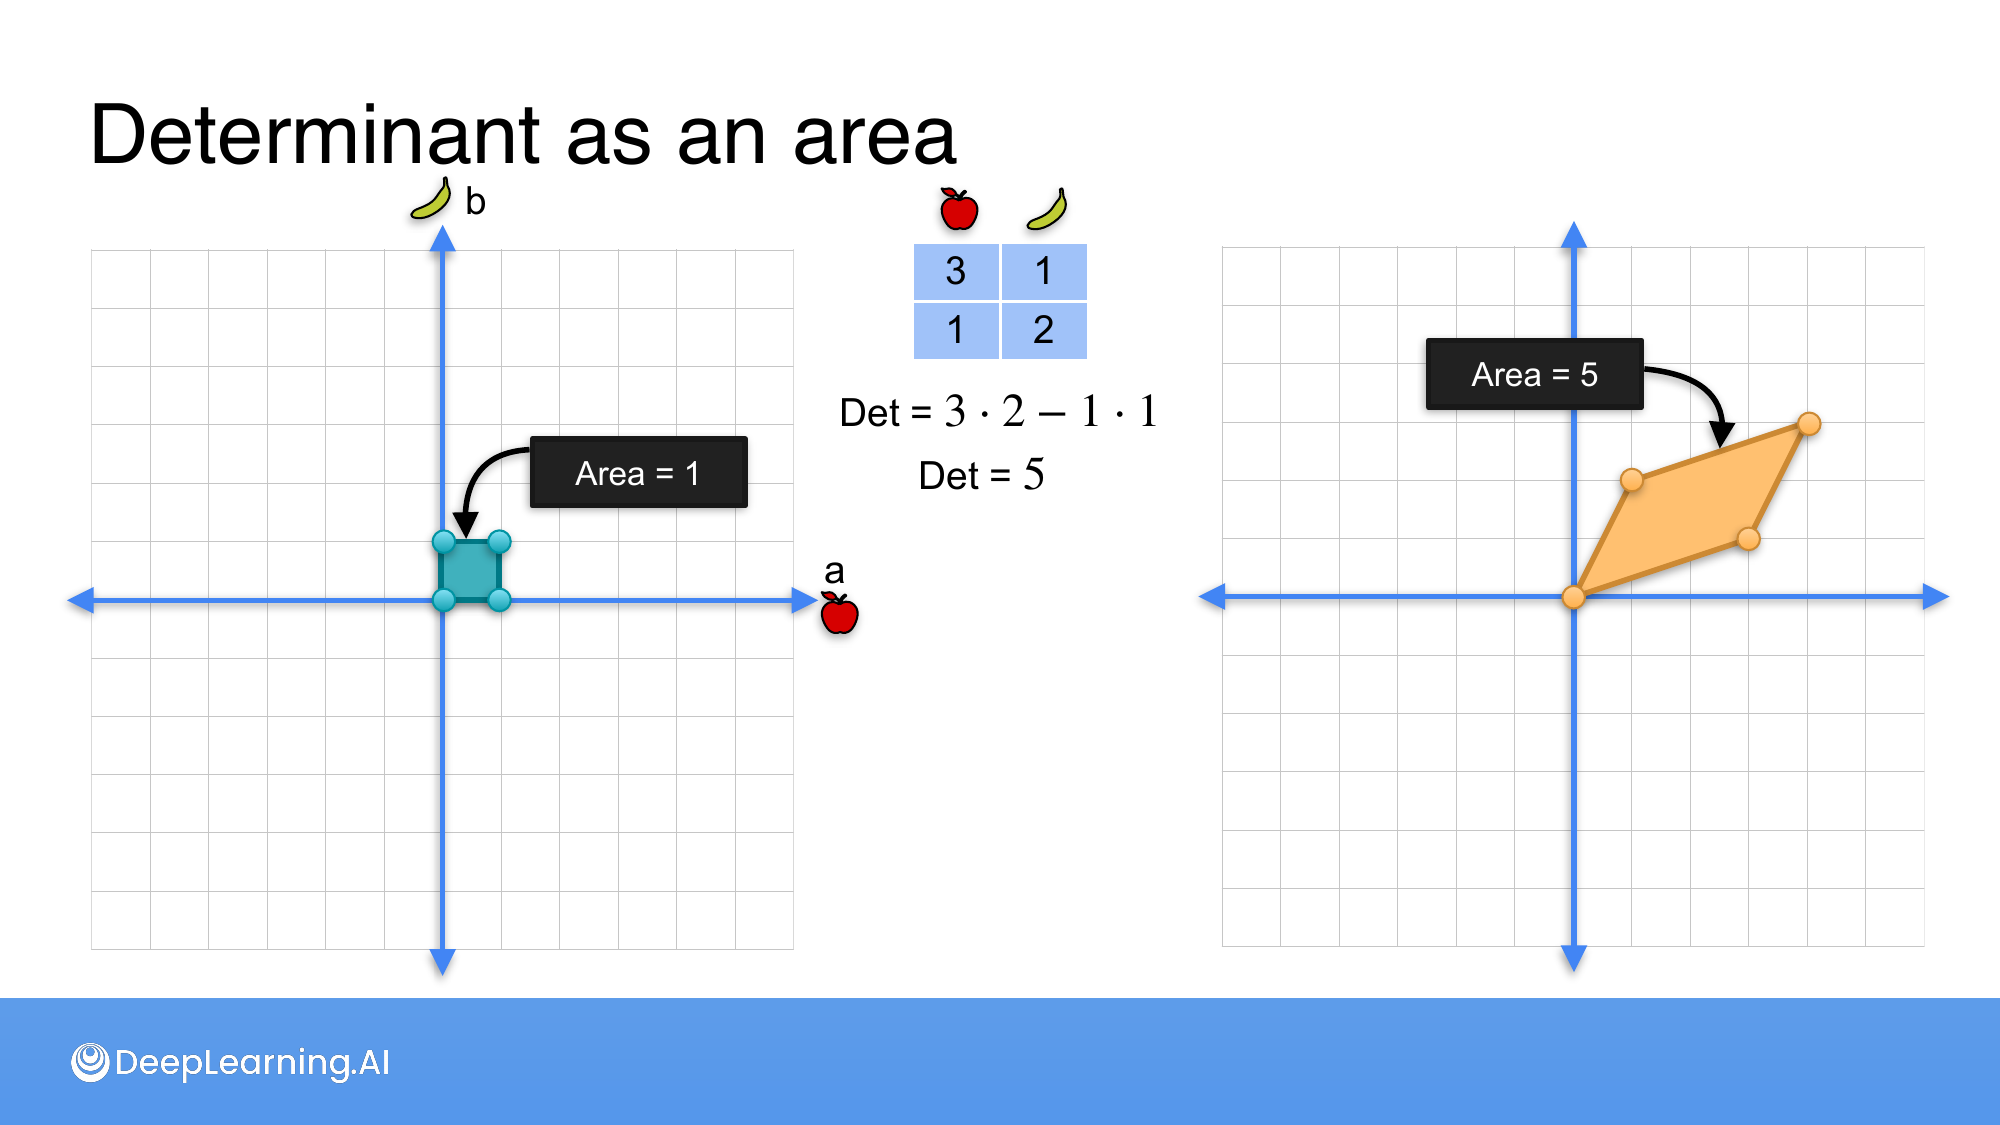 Determinant as an area
b
3 1
1 2
Det = 3 · 2 − 1 · 1
Det = 5
Area = 1
a
Area = 5
DeepLearning.AI